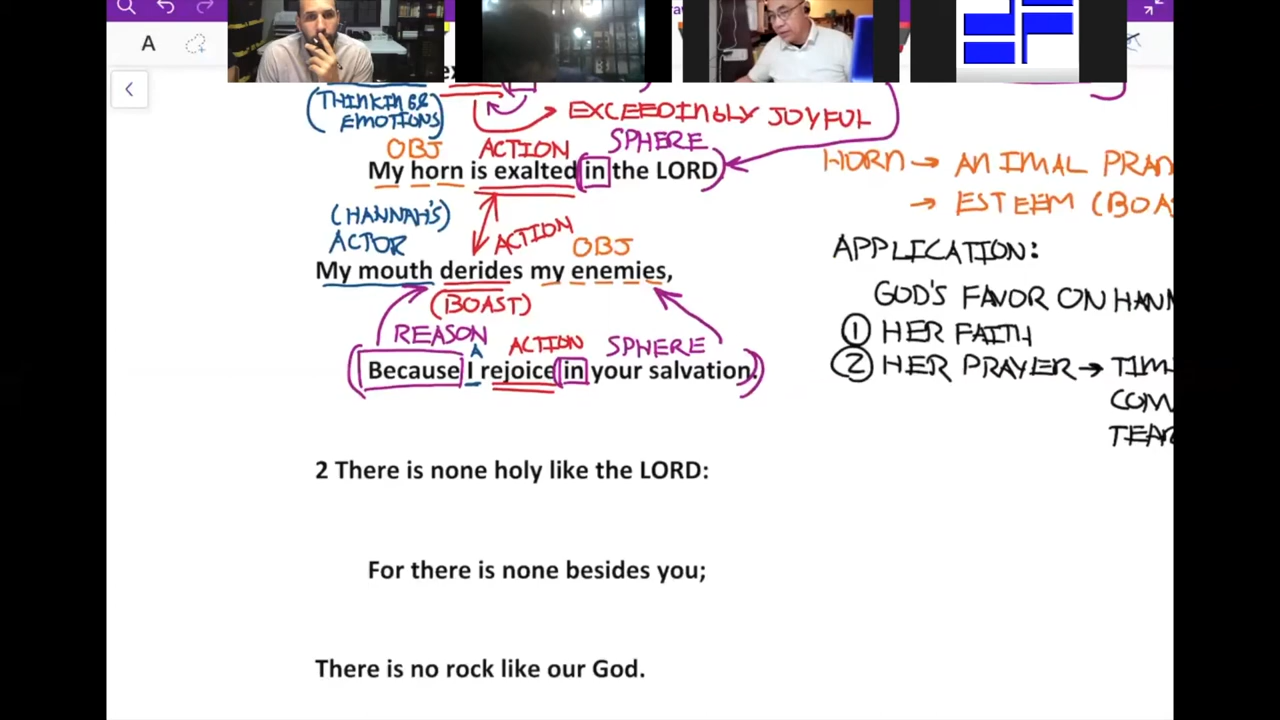 A
(THINKING &
EMOTIONS)
EXCEEDINGLY JOYFUL
OBJ ACTION SPHERE
My horn is exalted in the LORD)
HORN → ANIMAL
→ ESTEEM
(HANNAH'S)
ACTOR
ACTION OBJ
My mouth derides my enemies,
(BOAST)
REASON A ACTION SPHERE
(Because I rejoice in your salvation.)
APPLICATION:
GOD'S FAVOR ON
① HER FAITH
② HER PRAYER →
2 There is none holy like the LORD:
For there is none besides you;
There is no rock like our God.